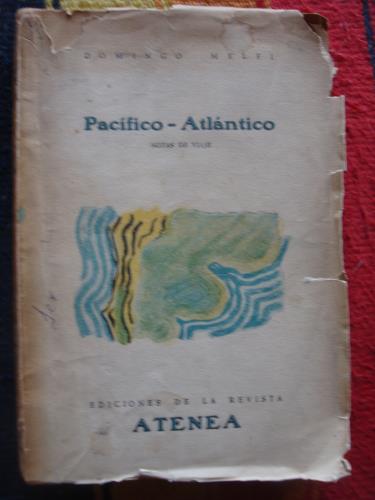 DOMINGO MELFI
Pacífico - Atlántico
NOTAS DE VIAJE
EDICIONES DE LA REVISTA
ATENEA